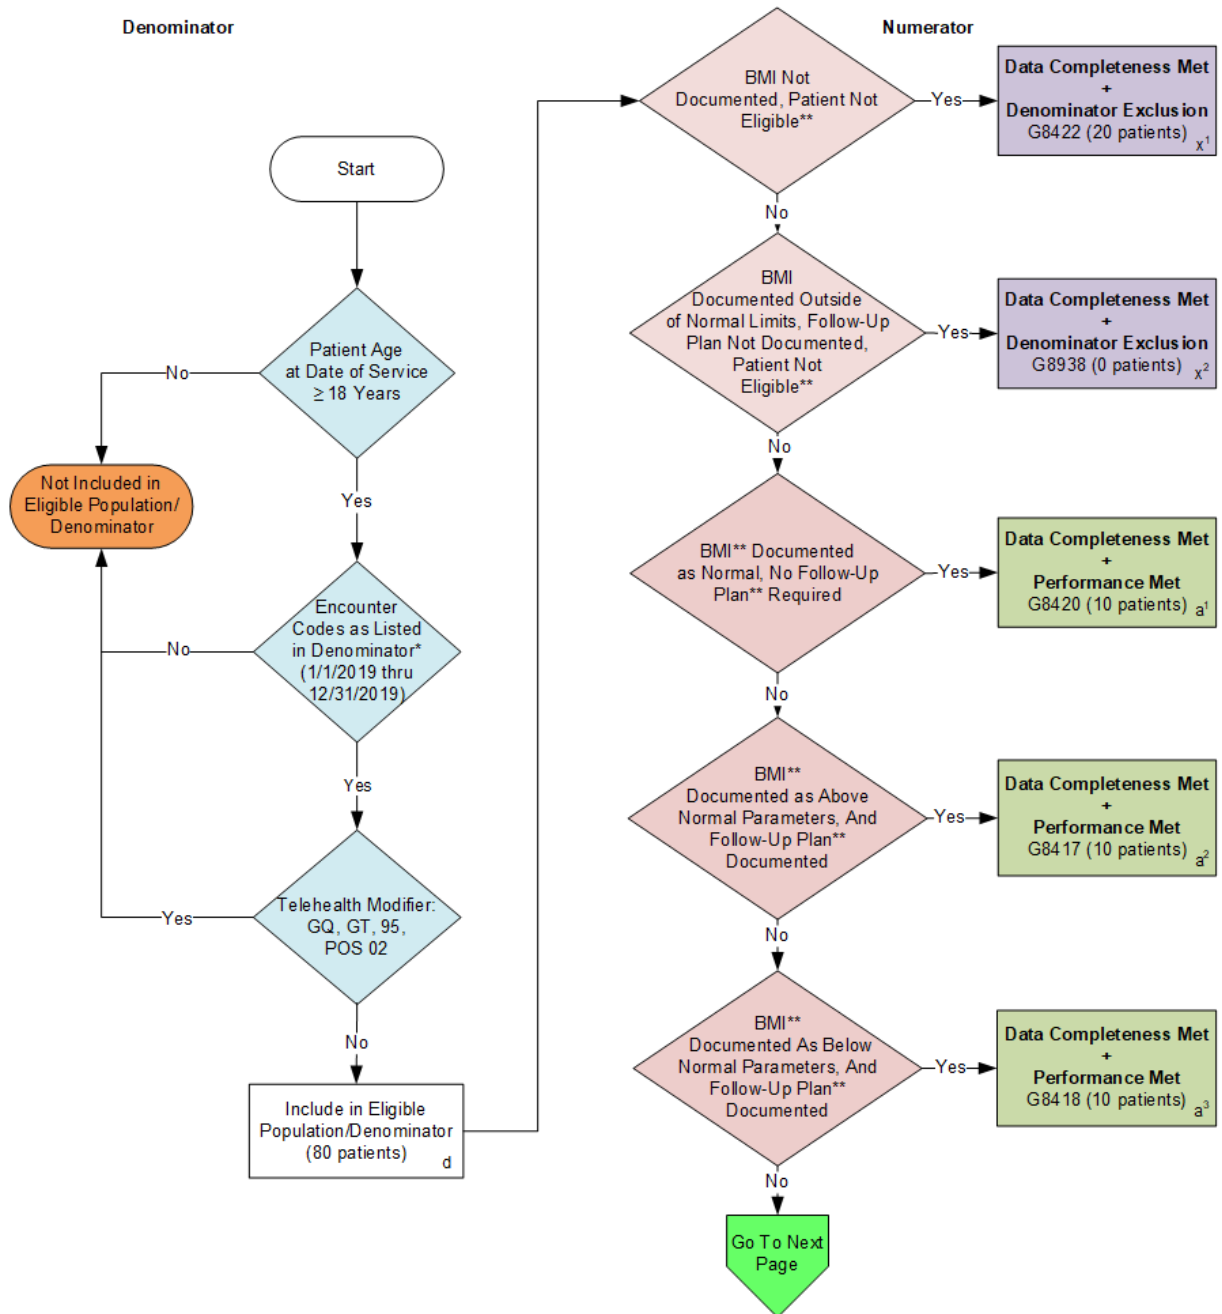 Denominator
Numerator
Start
Patient Age
at Date of Service
≥ 18 Years
No
Yes
Not Included in
Eligible Population/
Denominator
Encounter
Codes as Listed
in Denominator*
(1/1/2019 thru
12/31/2019)
No
Yes
Telehealth Modifier:
GQ, GT, 95,
POS 02
Yes
No
Include in Eligible
Population/Denominator
(80 patients)
d
BMI Not
Documented, Patient Not
Eligible**
Yes
Data Completeness Met
+
Denominator Exclusion
G8422 (20 patients)
x¹
No
BMI
Documented Outside
of Normal Limits, Follow-Up
Plan Not Documented,
Patient Not
Eligible**
Yes
Data Completeness Met
+
Denominator Exclusion
G8938 (0 patients)
x²
No
BMI** Documented
as Normal, No Follow-Up
Plan** Required
Yes
Data Completeness Met
+
Performance Met
G8420 (10 patients)
a¹
No
BMI**
Documented as Above
Normal Parameters, And
Follow-Up Plan**
Documented
Yes
Data Completeness Met
+
Performance Met
G8417 (10 patients)
a²
No
BMI**
Documented As Below
Normal Parameters, And
Follow-Up Plan**
Documented
Yes
Data Completeness Met
+
Performance Met
G8418 (10 patients)
a³
No
Go To Next
Page